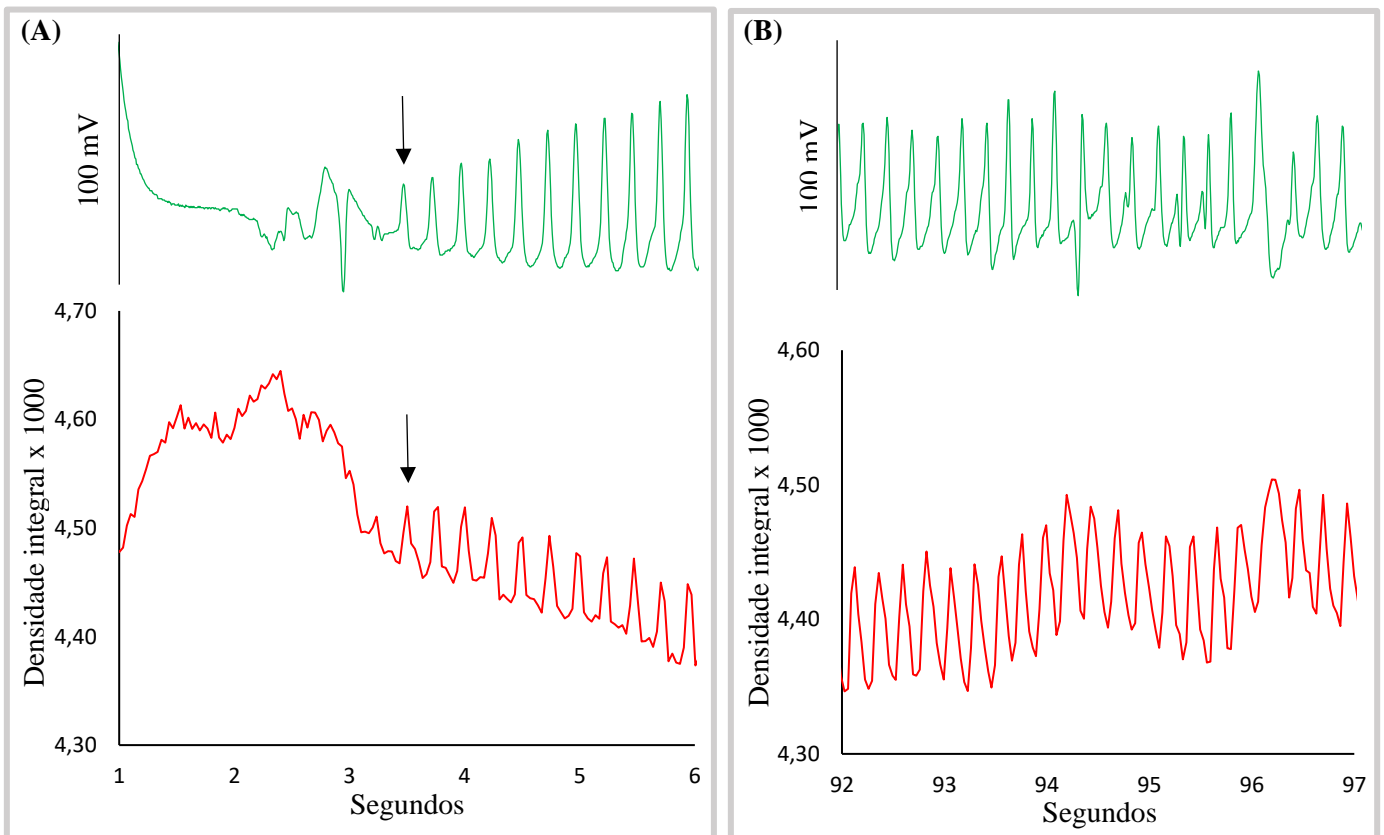 (A)
100 mV
4,70
4,60
4,50
4,40
4,30
Densidade integral x 1000
1 2 3 4 5 6
Segundos
(B)
100 mV
4,60
4,50
4,40
4,30
Densidade integral x 1000
92 93 94 95 96 97
Segundos